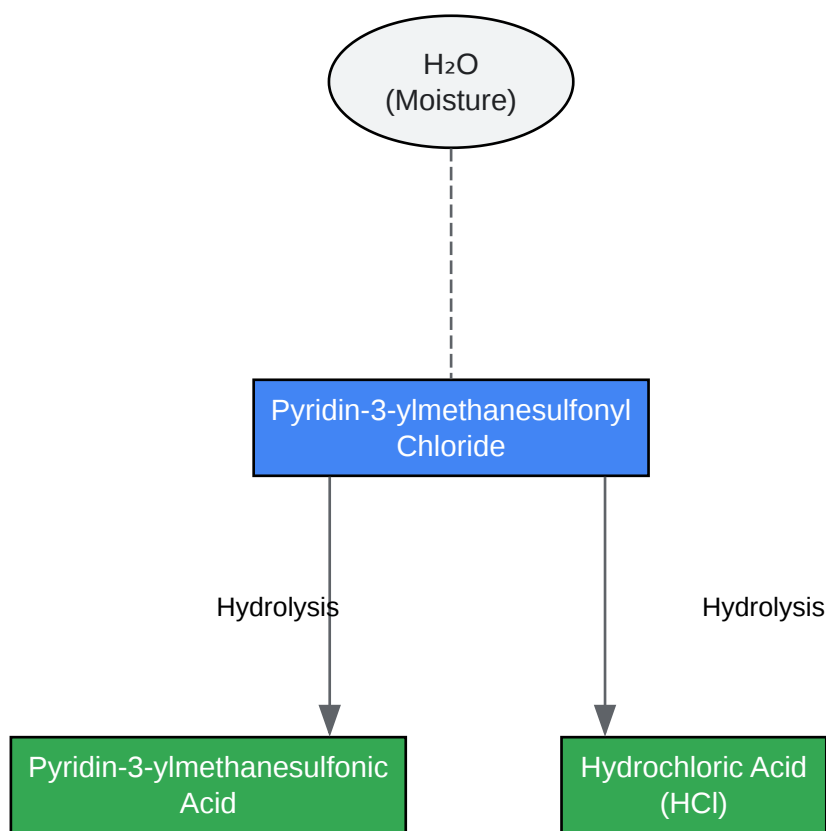 H₂O
(Moisture)
Pyridin-3-ylmethanesulfonyl
Chloride
Hydrolysis
Hydrolysis
Pyridin-3-ylmethanesulfonic
Acid
Hydrochloric Acid
(HCl)